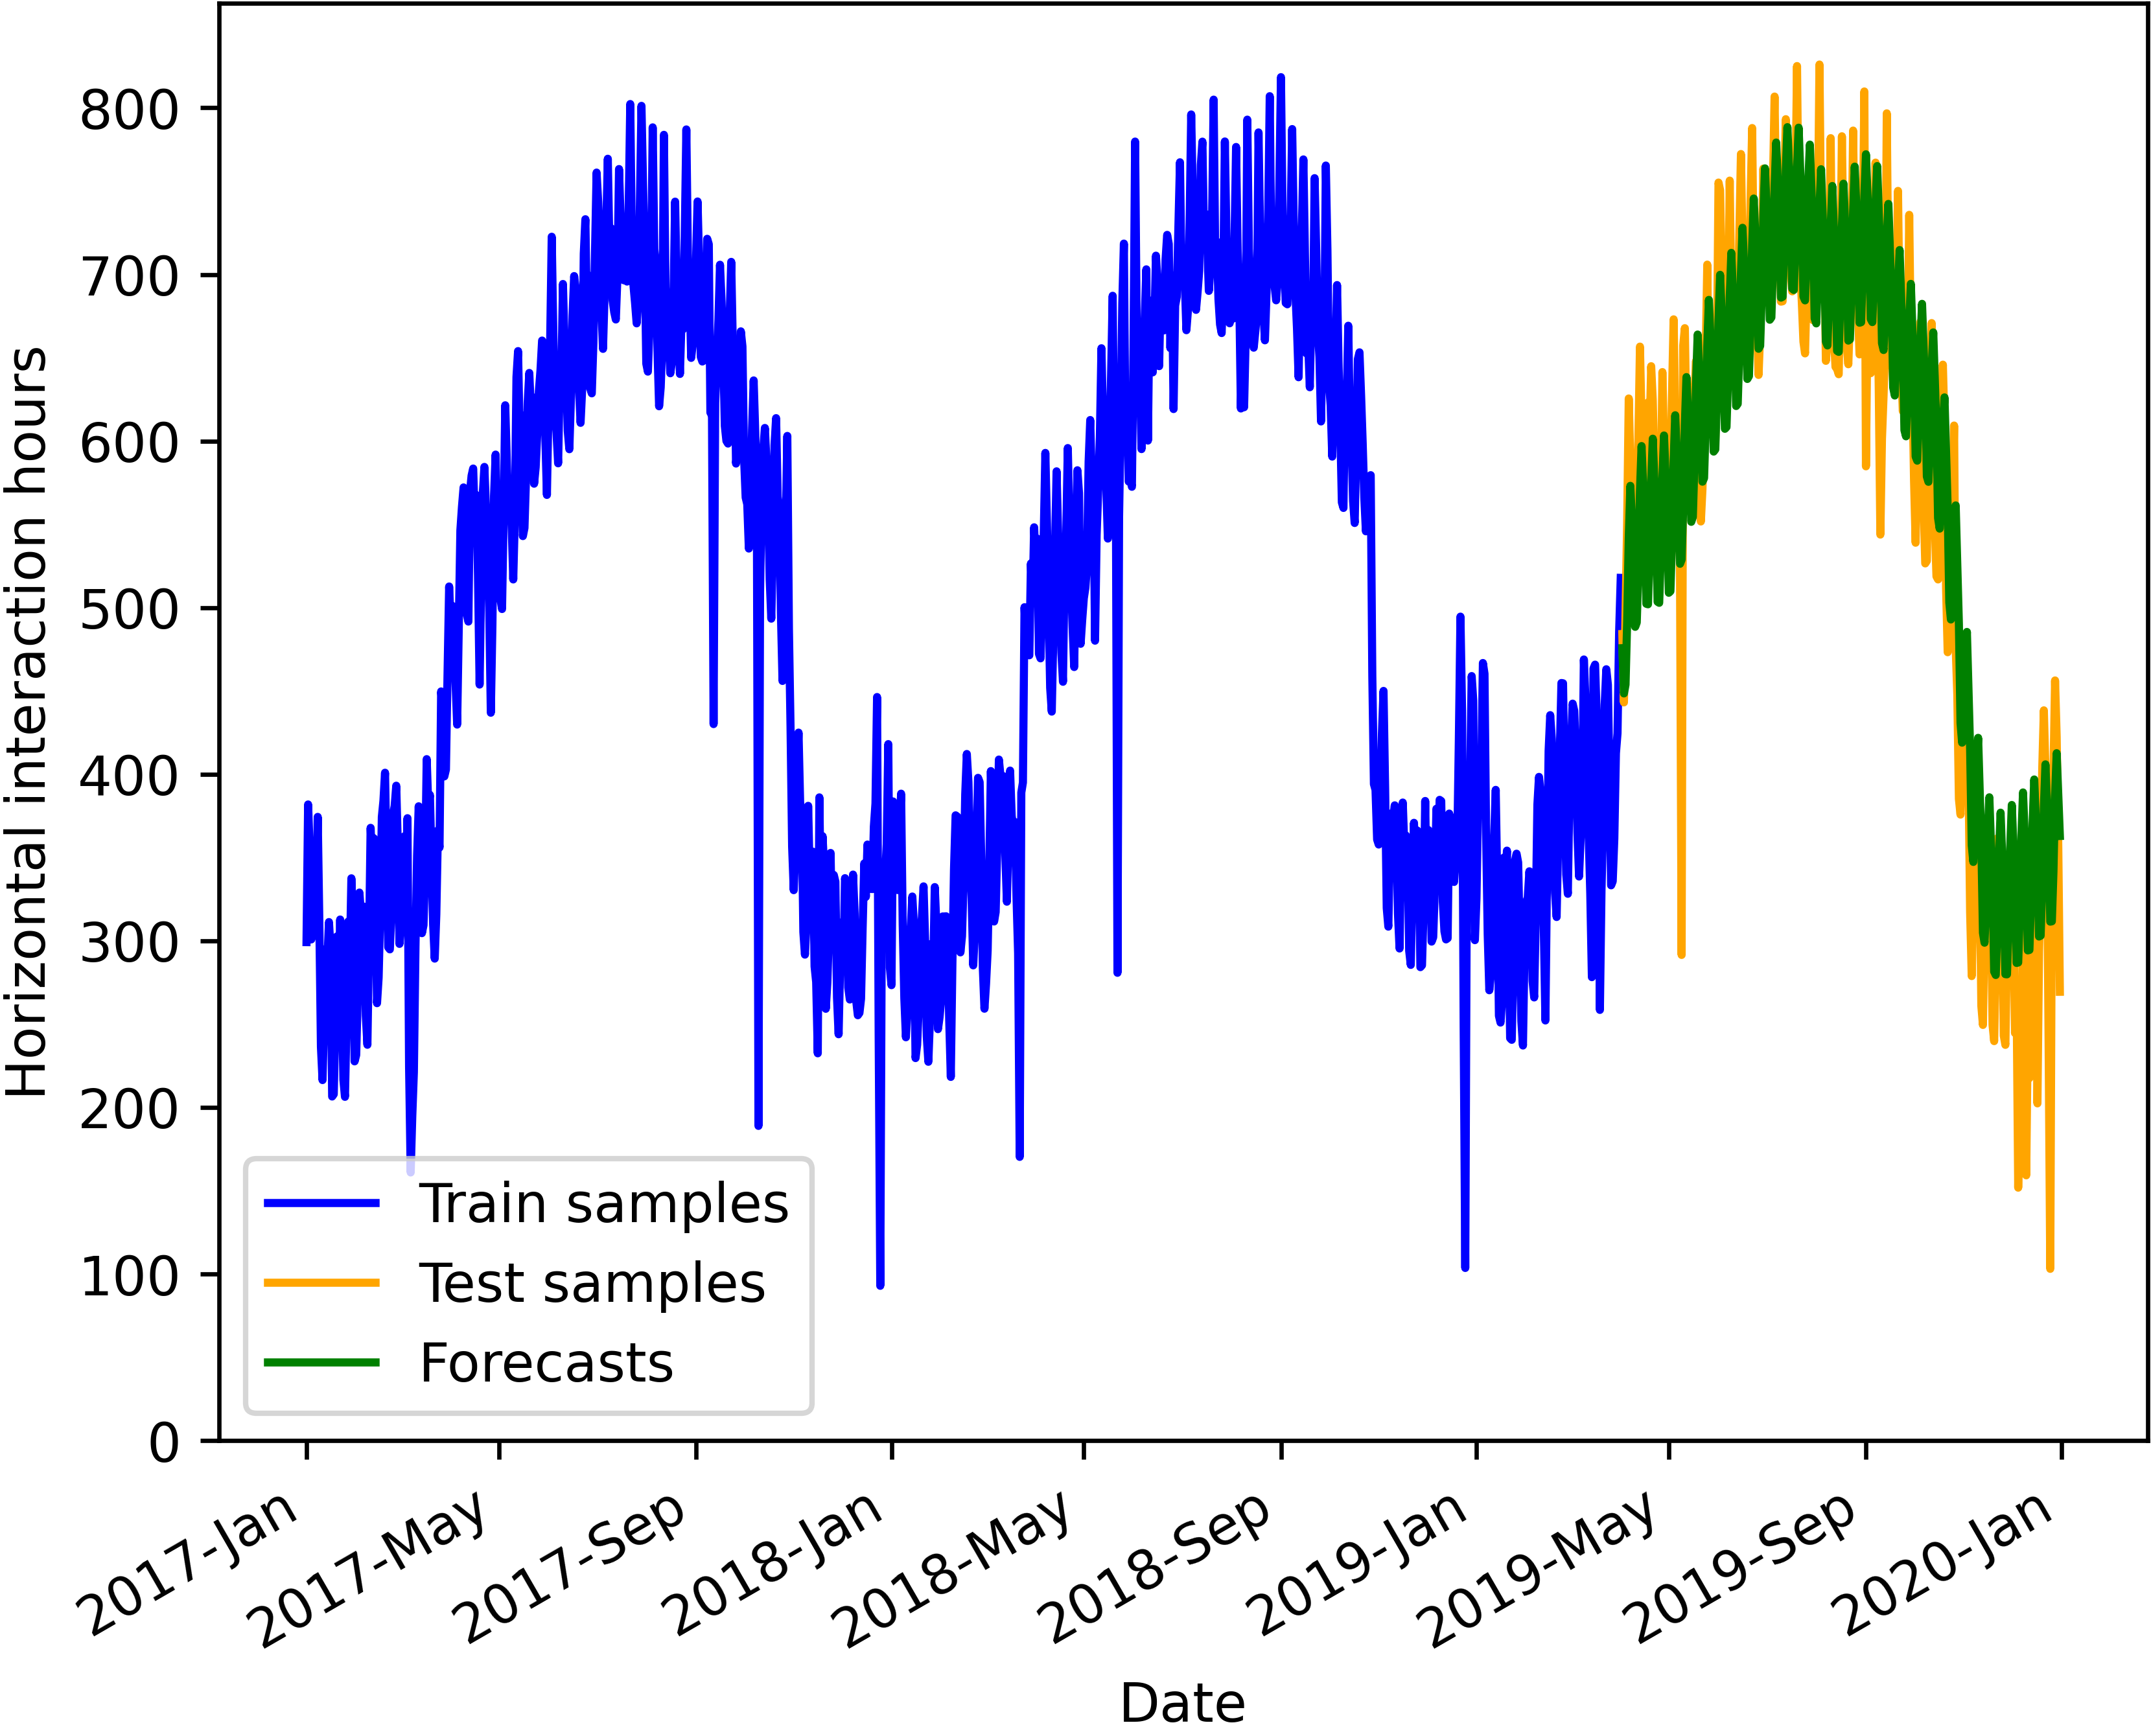 Horizontal interaction hours
800
700
600
500
400
300
200
100
0
Train samples
Test samples
Forecasts
2017-Jan
2017-May
2017-Sep
2018-Jan
2018-May
2018-Sep
2019-Jan
2019-May
2019-Sep
2020-Jan
Date